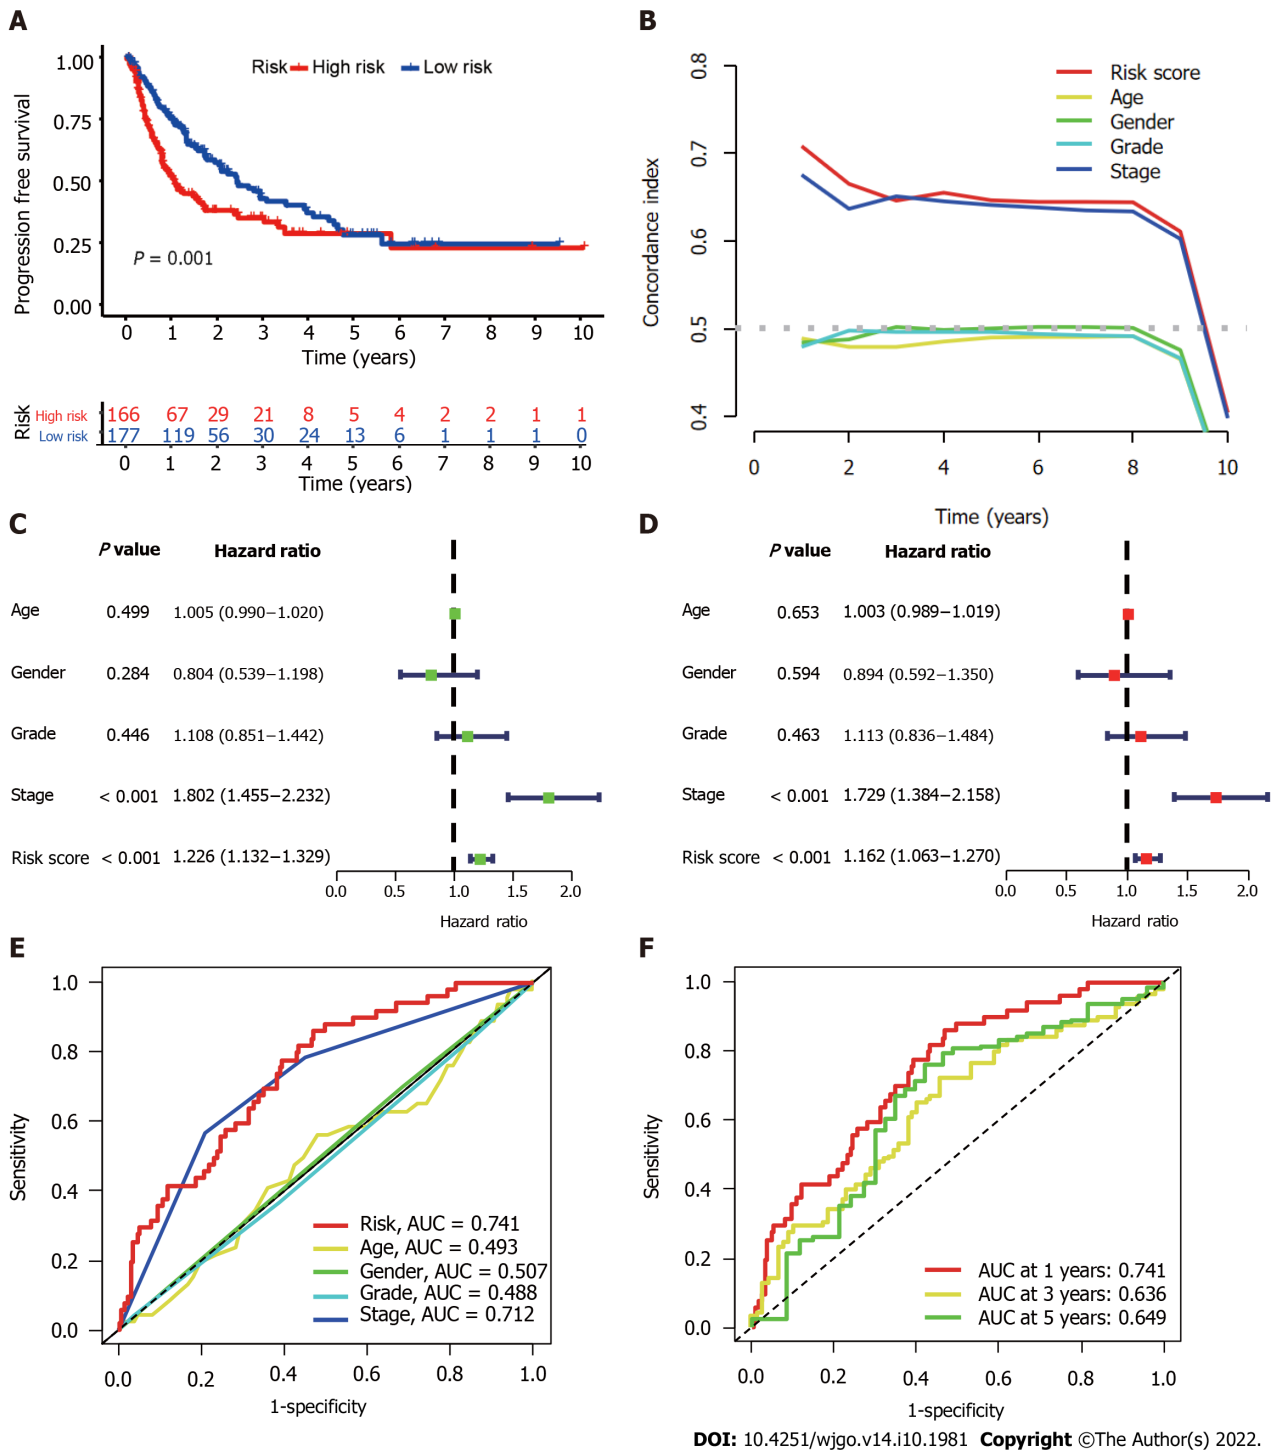 A
Risk High risk Low risk
Progression free survival
1.00
0.75
0.50
0.25
0.00
P = 0.001
0 1 2 3 4 5 6 7 8 9 10
Time (years)
Risk
High risk 166 67 29 21 8 5 4 2 2 1 1
Low risk 177 119 56 30 24 13 6 1 1 1 0
0 1 2 3 4 5 6 7 8 9 10
Time (years)
B
Risk score
Age
Gender
Grade
Stage
Concordance index
0.8
0.7
0.6
0.5
0.4
0 2 4 6 8 10
Time (years)
C
P value Hazard ratio
Age 0.499 1.005 (0.990−1.020)
Gender 0.284 0.804 (0.539−1.198)
Grade 0.446 1.108 (0.851−1.442)
Stage < 0.001 1.802 (1.455−2.232)
Risk score < 0.001 1.226 (1.132−1.329)
0.0 0.5 1.0 1.5 2.0
Hazard ratio
D
P value Hazard ratio
Age 0.653 1.003 (0.989−1.019)
Gender 0.594 0.894 (0.592−1.350)
Grade 0.463 1.113 (0.836−1.484)
Stage < 0.001 1.729 (1.384−2.158)
Risk score < 0.001 1.162 (1.063−1.270)
0.0 0.5 1.0 1.5 2.0
Hazard ratio
E
Sensitivity
1.0
0.8
0.6
0.4
0.2
0.0
Risk, AUC = 0.741
Age, AUC = 0.493
Gender, AUC = 0.507
Grade, AUC = 0.488
Stage, AUC = 0.712
0.0 0.2 0.4 0.6 0.8 1.0
1-specificity
F
Sensitivity
1.0
0.8
0.6
0.4
0.2
0.0
AUC at 1 years: 0.741
AUC at 3 years: 0.636
AUC at 5 years: 0.649
0.0 0.2 0.4 0.6 0.8 1.0
1-specificity
DOI: 10.4251/wjgo.v14.i10.1981 Copyright ©The Author(s) 2022.